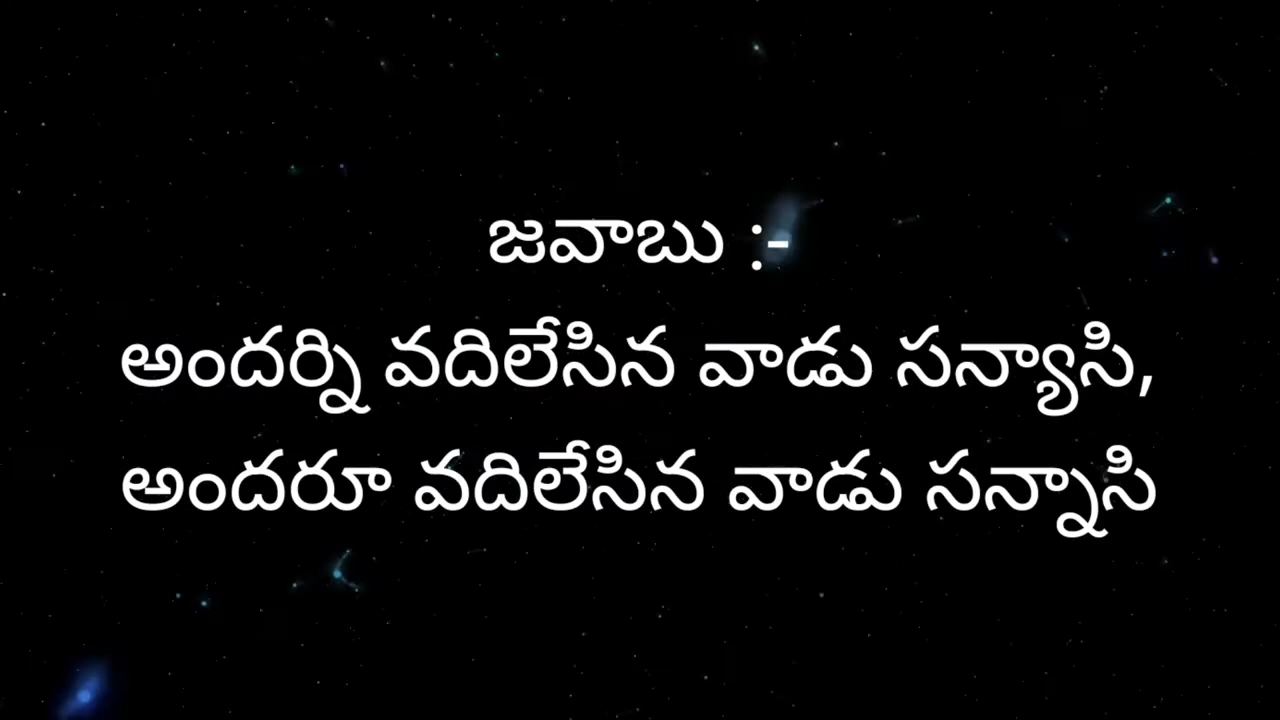 జవాబు :-
అందర్ని వదిలేసిన వాడు సన్యాసి,
అందరూ వదిలేసిన వాడు సన్నాసి